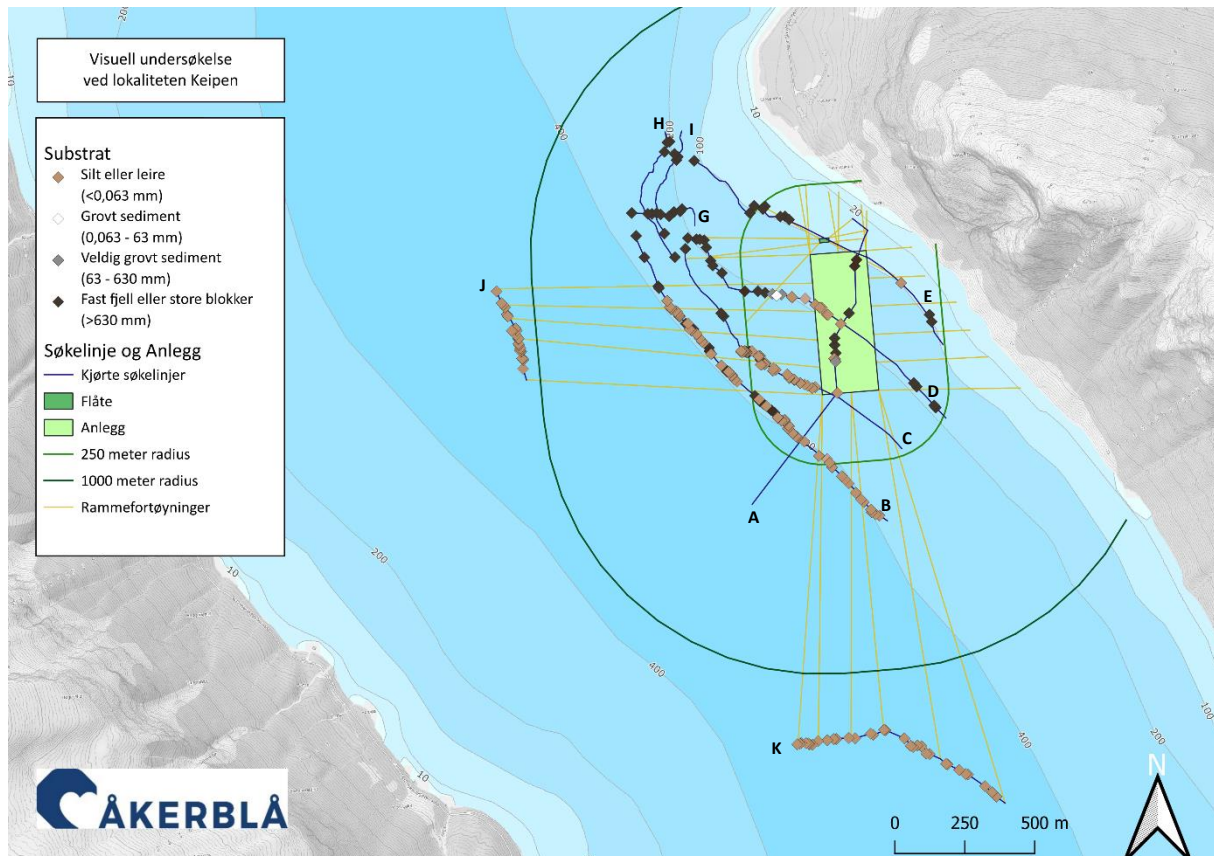 Visuell undersøkelse
ved lokaliteten Keipen
Substrat
Silt eller leire
(<0,063 mm)
Grovt sediment
(0,063 - 63 mm)
Veldig grovt sediment
(63 - 630 mm)
Fast fjell eller store blokker
(>630 mm)
Søkelinje og Anlegg
Kjørte søkelinjer
Flåte
Anlegg
250 meter radius
1000 meter radius
Rammefortøyninger
200
10
400
H
I
200
100
10
20
G
J
E
D
C
A
B
200
10
400
K
400
200
100
10
ÅKERBLÅ
N
0 250 500 m